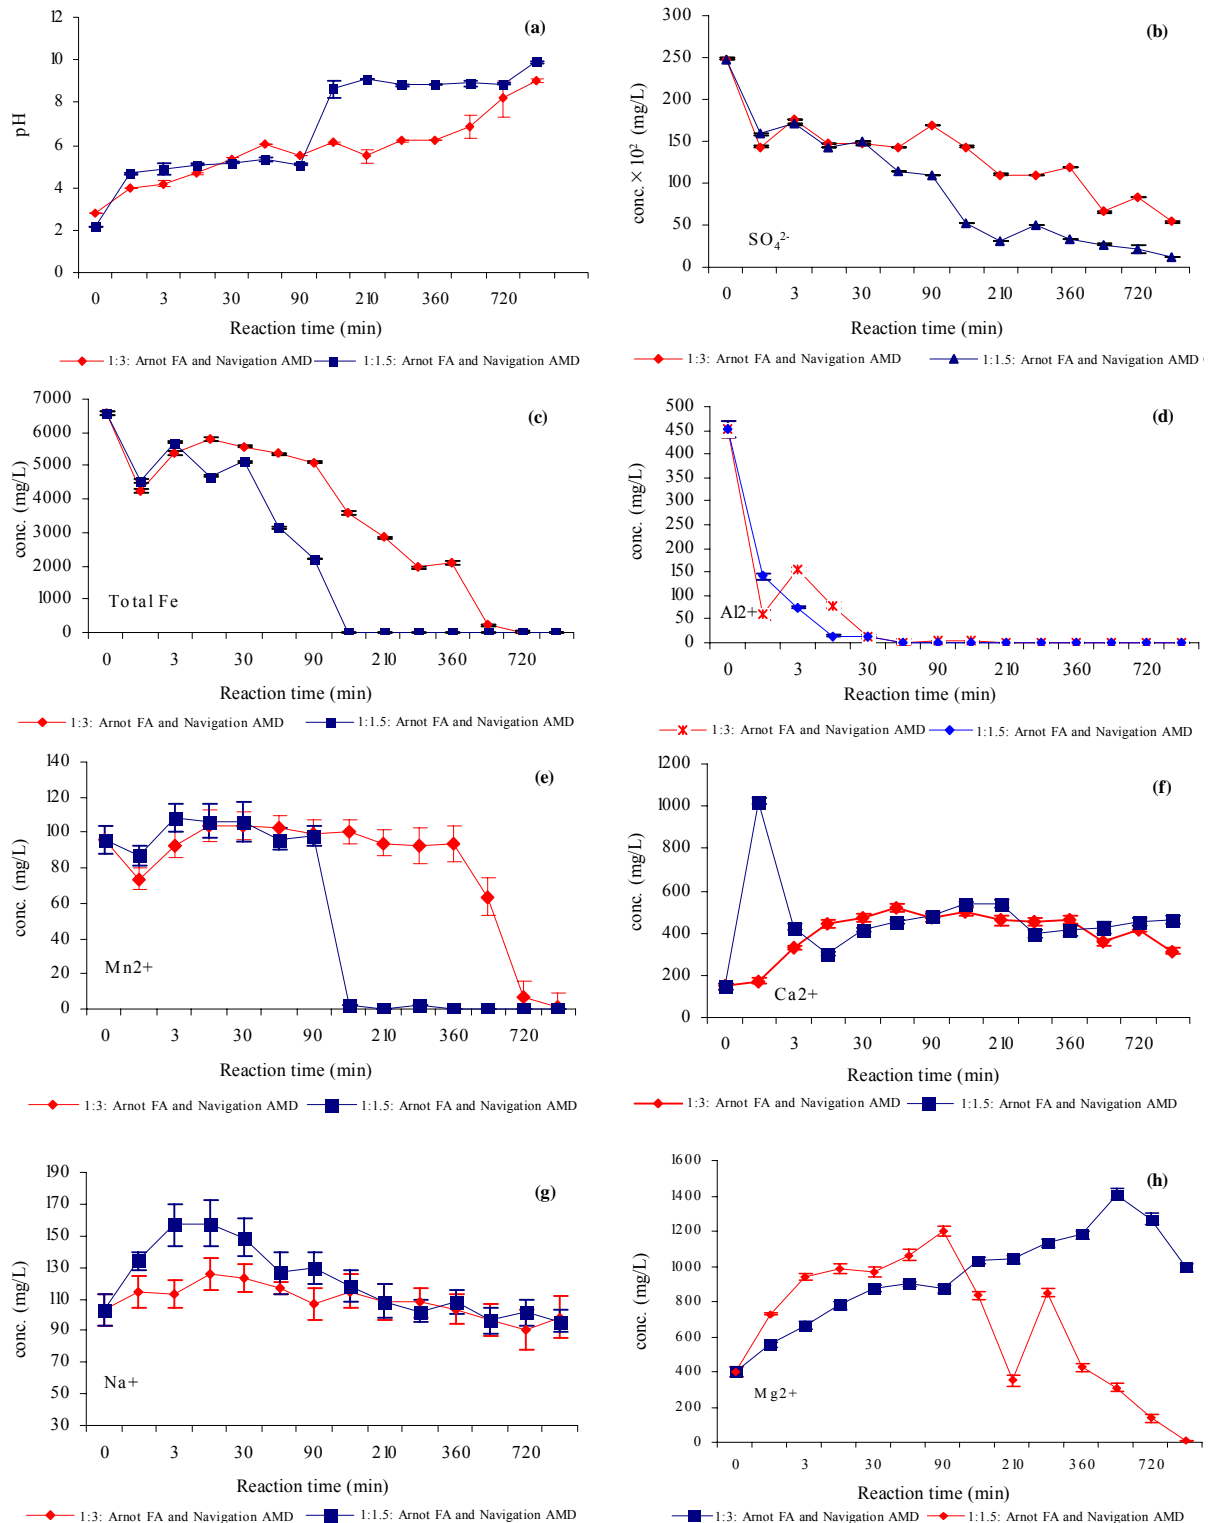 (a)
pH
12
10
8
6
4
2
0
0 3 30 90 210 360 720
Reaction time (min)
1:3: Arnot FA and Navigation AMD 1:1.5: Arnot FA and Navigation AMD
(b)
conc.×10² (mg/L)
300
250
200
150
100
50
0
SO₄²⁻
0 3 30 90 210 360 720
Reaction time (min)
1:3: Arnot FA and Navigation AMD 1:1.5: Arnot FA and Navigation AMD
(c)
conc. (mg/L)
7000
6000
5000
4000
3000
2000
1000
0
Total Fe
0 3 30 90 210 360 720
Reaction time (min)
1:3: Arnot FA and Navigation AMD 1:1.5: Arnot FA and Navigation AMD
(d)
conc. (mg/L)
500
450
400
350
300
250
200
150
100
50
0
Al2+
0 3 30 90 210 360 720
Reaction time (min)
1:3: Arnot FA and Navigation AMD 1:1.5: Arnot FA and Navigation AMD
(e)
conc. (mg/L)
140
120
100
80
60
40
20
0
Mn2+
0 3 30 90 210 360 720
Reaction time (min)
1:3: Arnot FA and Navigation AMD 1:1.5: Arnot FA and Navigation AMD
(f)
conc. (mg/L)
1200
1000
800
600
400
200
0
Ca2+
0 3 30 90 210 360 720
Reaction time (min)
1:3: Arnot FA and Navigation AMD 1:1.5: Arnot FA and Navigation AMD
(g)
conc. (mg/L)
190
170
150
130
110
90
70
50
30
Na+
0 3 30 90 210 360 720
Reaction time (min)
1:3: Arnot FA and Navigation AMD 1:1.5: Arnot FA and Navigation AMD
(h)
conc. (mg/L)
1600
1400
1200
1000
800
600
400
200
0
Mg2+
0 3 30 90 210 360 720
Reaction time (min)
1:3: Arnot FA and Navigation AMD 1:1.5: Arnot FA and Navigation AMD